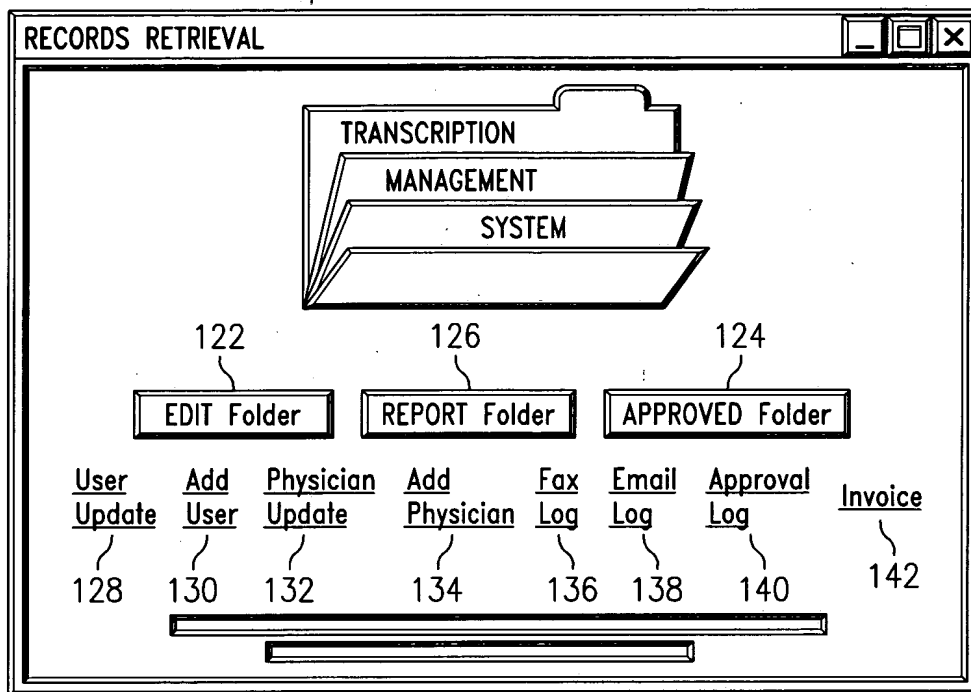 RECORDS RETRIEVAL
TRANSCRIPTION
MANAGEMENT
SYSTEM
122 126 124
EDIT Folder REPORT Folder APPROVED Folder
User Add Physician Add Fax Email Approval Invoice
Update User Update Physician Log Log Log
128 130 132 134 136 138 140 142